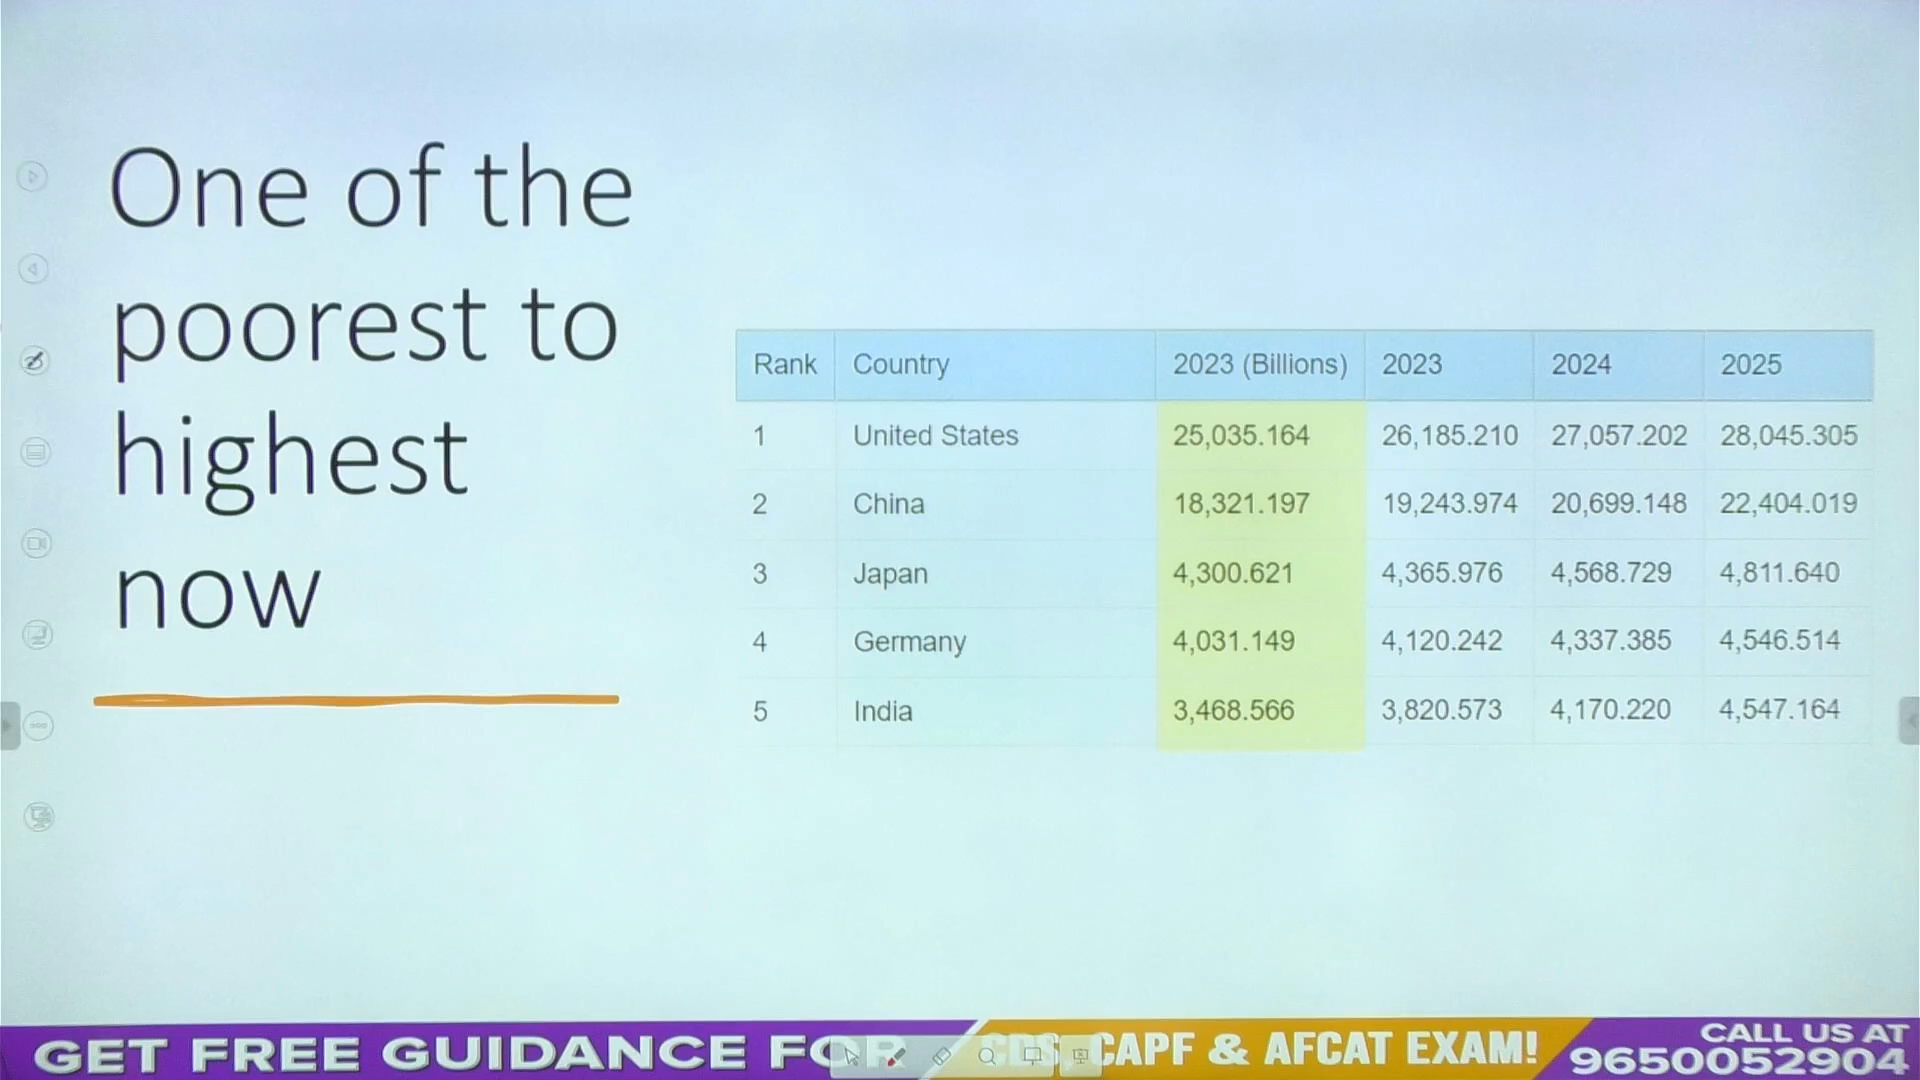 One of the
poorest to
highest
now
Rank Country 2023 (Billions) 2023 2024 2025
1 United States 25,035.164 26,185.210 27,057.202 28,045.305
2 China 18,321.197 19,243.974 20,699.148 22,404.019
3 Japan 4,300.621 4,365.976 4,568.729 4,811.640
4 Germany 4,031.149 4,120.242 4,337.385 4,546.514
5 India 3,468.566 3,820.573 4,170.220 4,547.164
GET FREE GUIDANCE FOR CDS, CAPF & AFCAT EXAM!
CALL US AT
9650052904